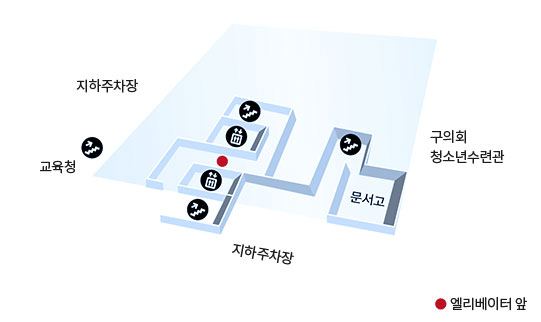 지하주차장
교육청
구의회
청소년수련관
문서고
지하주차장
엘리베이터 앞